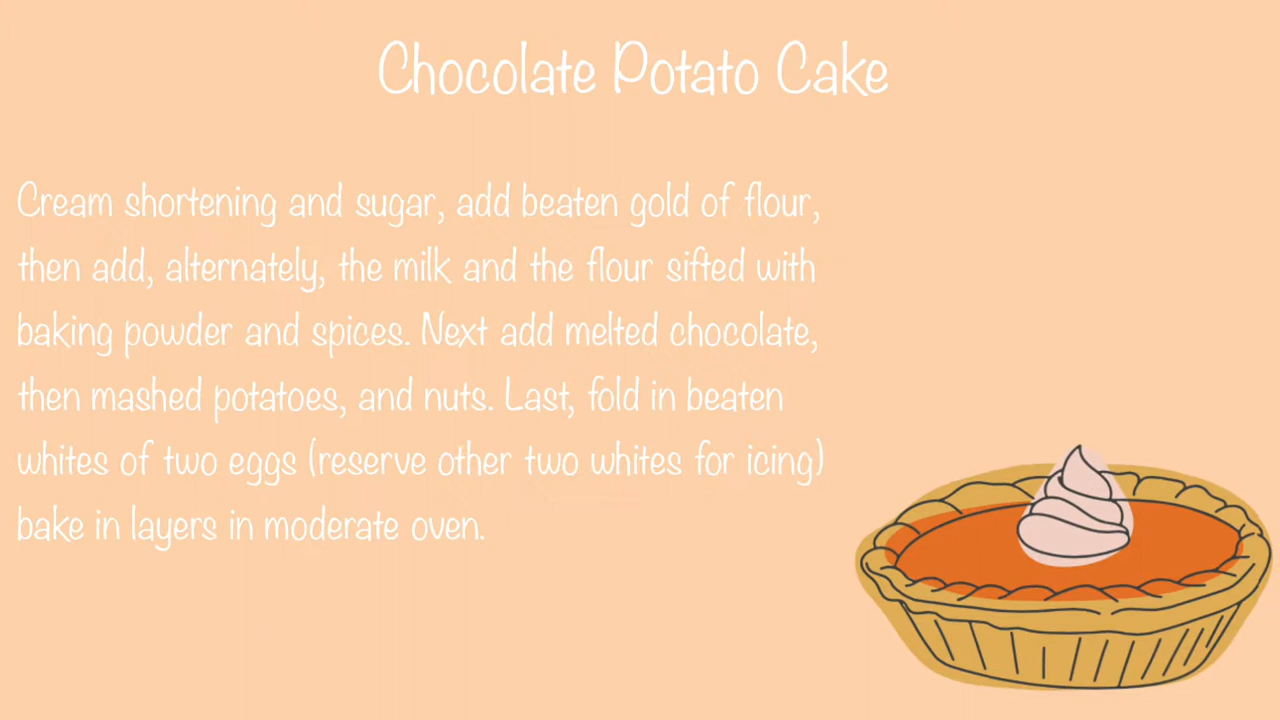 Chocolate Potato Cake
Cream shortening and sugar, add beaten gold of flour,
then add, alternately, the milk and the flour sifted with
baking powder and spices. Next add melted chocolate,
then mashed potatoes, and nuts. Last, fold in beaten
whites of two eggs (reserve other two whites for icing)
bake in layers in moderate oven.